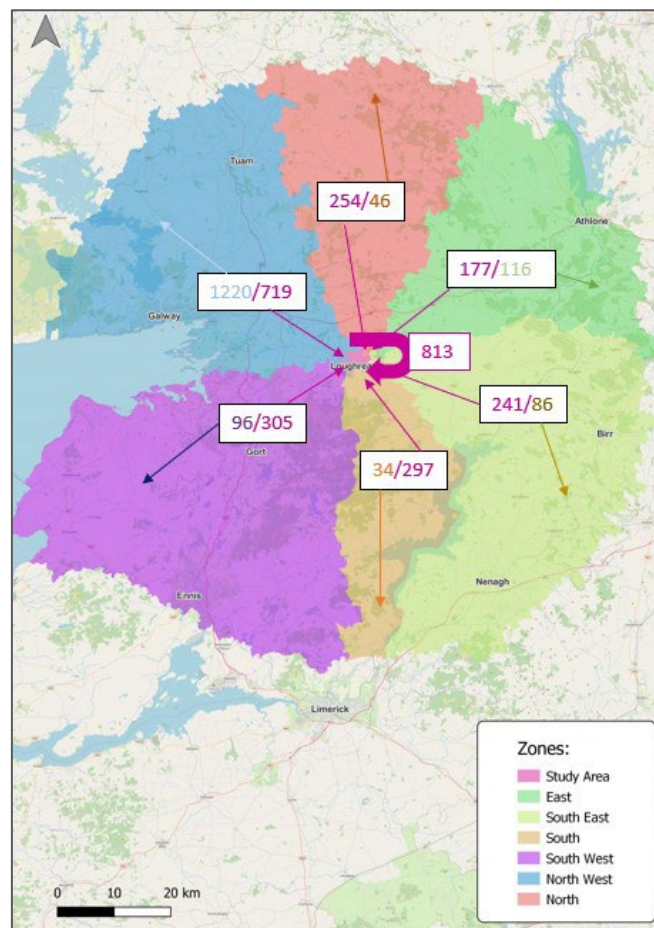 Tuam
254/46
Athlone
177/116
1220/719
Galway
813
Loughrea
241/86
96/305
Birr
Gort
34/297
Nenagh
Ennis
Limerick
Zones:
Study Area
East
South East
South
South West
North West
North
0 10 20 km